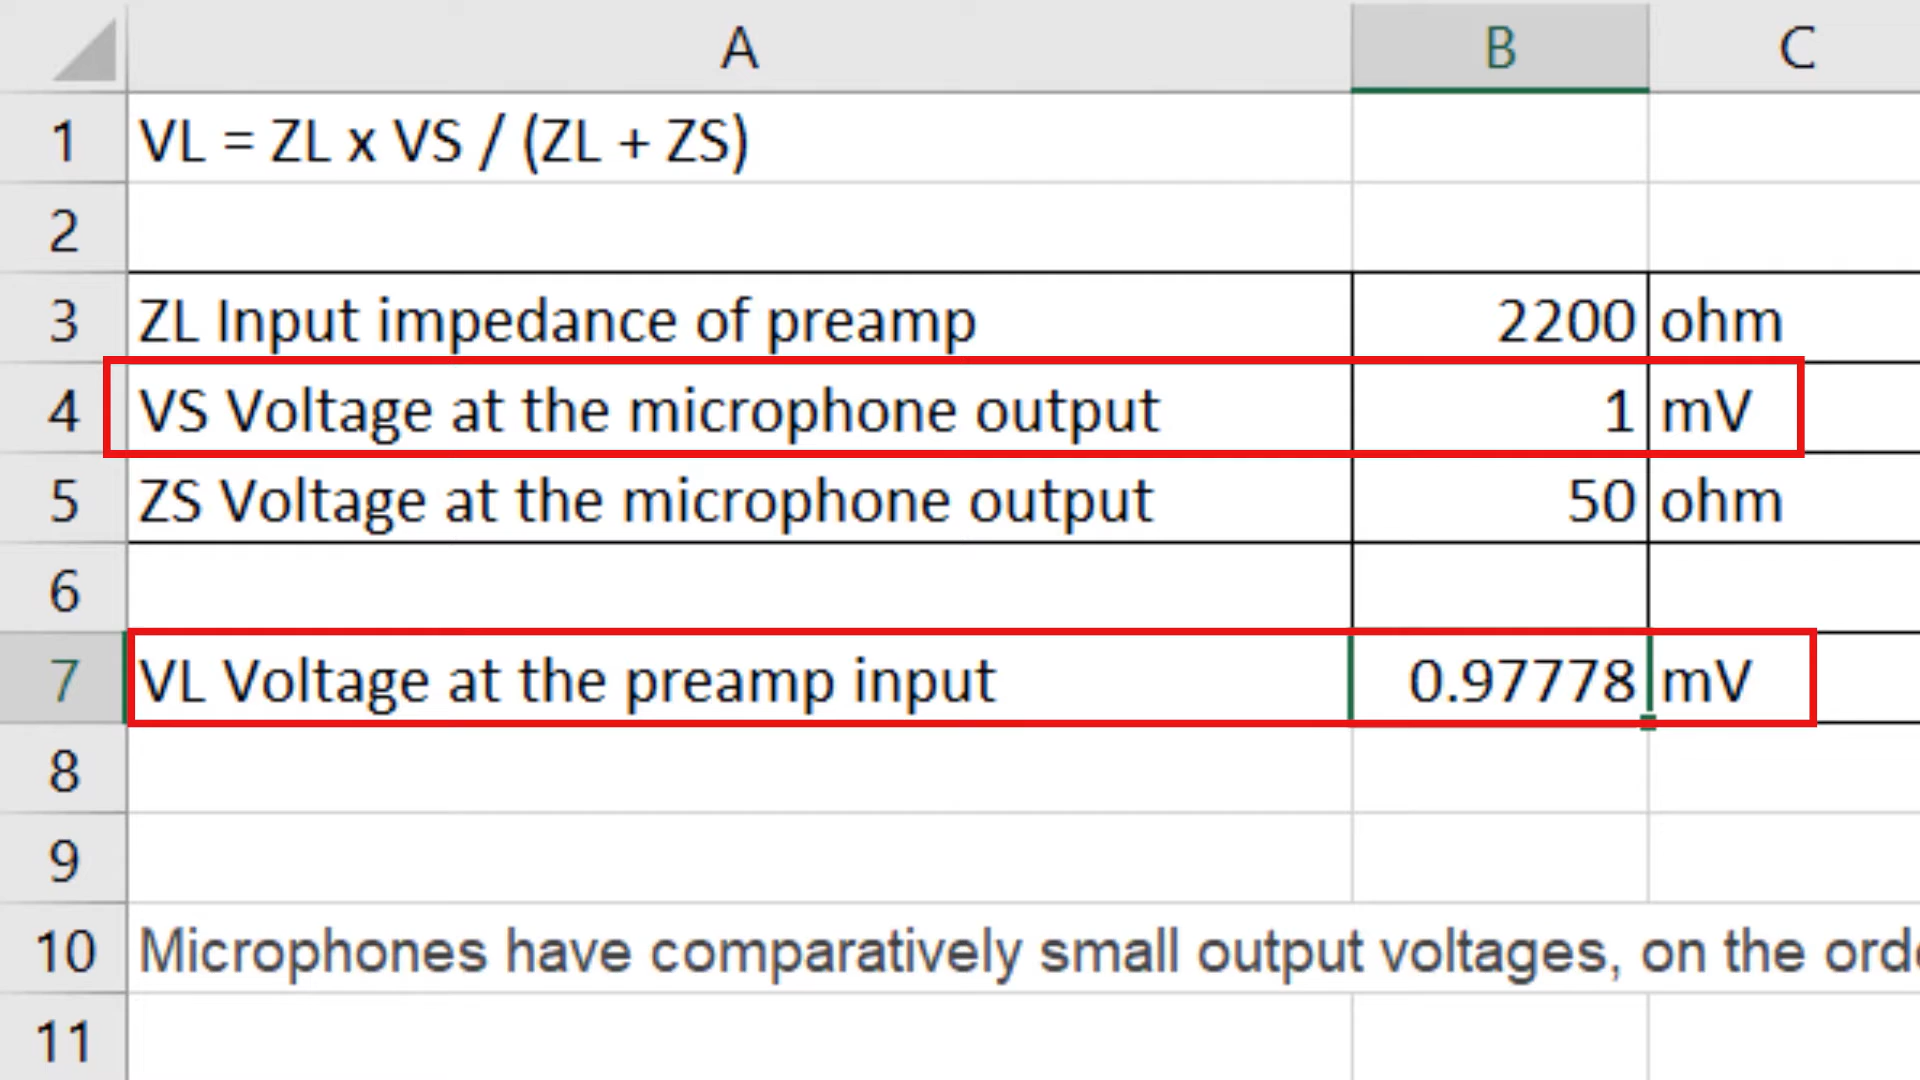 A B C
1 VL = ZL x VS / (ZL + ZS)
2
3 ZL Input impedance of preamp 2200 ohm
4 VS Voltage at the microphone output 1 mV
5 ZS Voltage at the microphone output 50 ohm
6
7 VL Voltage at the preamp input 0.97778 mV
8
9
10 Microphones have comparatively small output voltages, on the
11